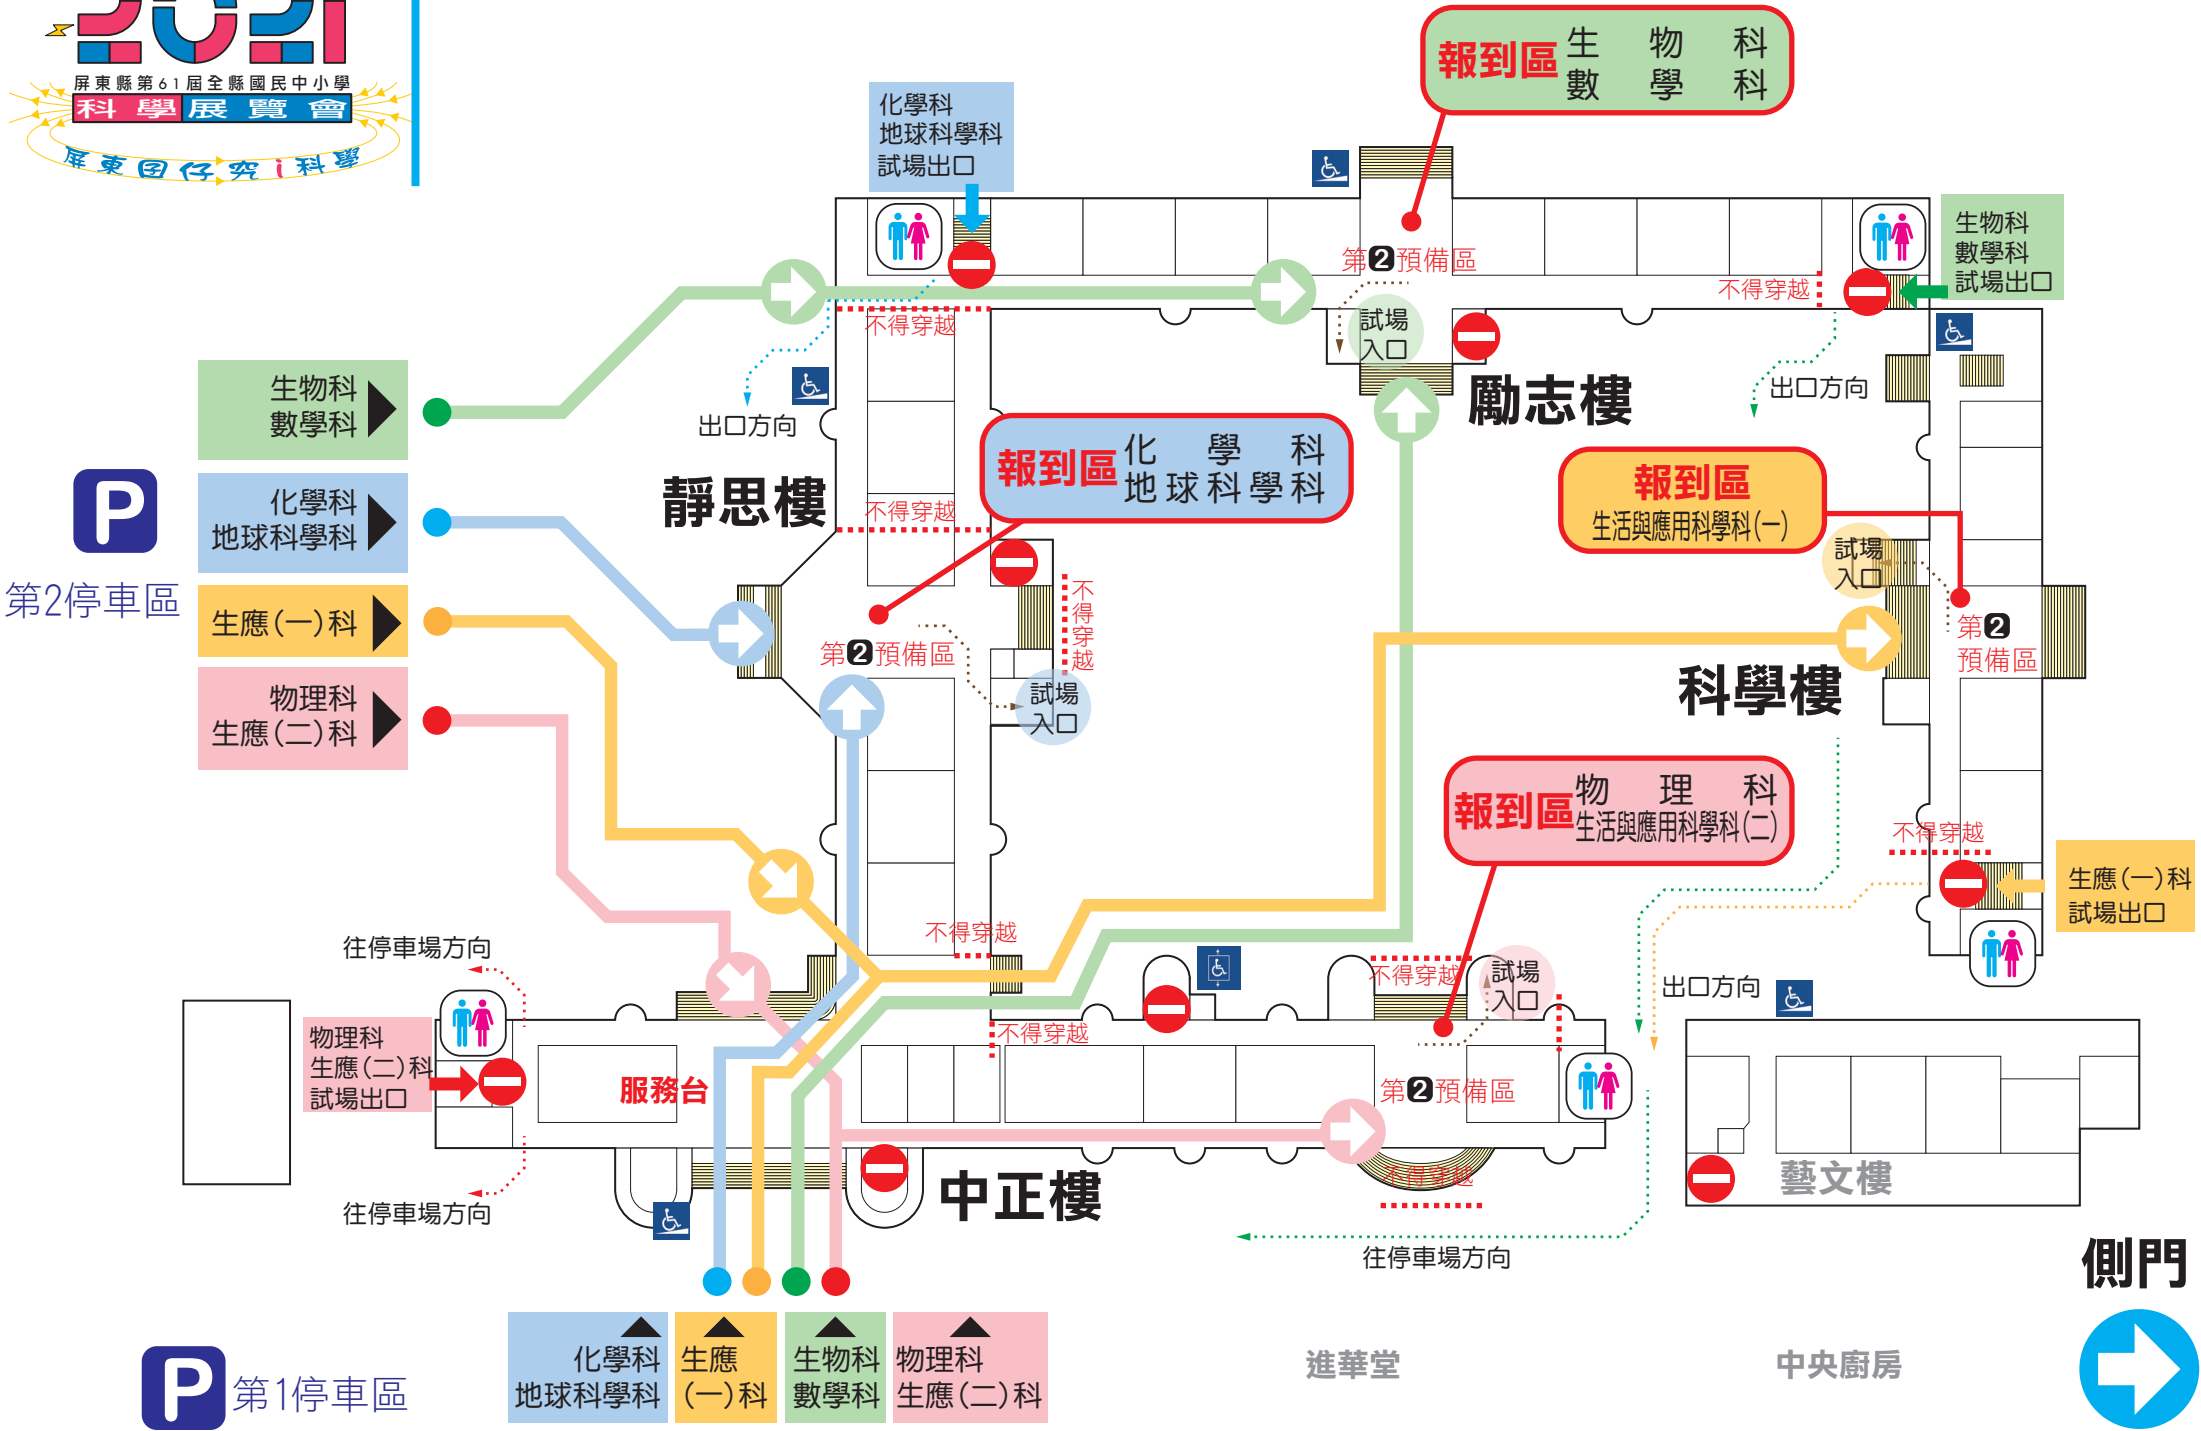 2021
屏東縣第61屆全縣國民中小學
科學展覽會
屏東囝仔究i科學
化學科
地球科學科
試場出口
報到區
生物科
數學科
生物科
數學科
試場出口
第2預備區
不得穿越
試場
入口
不得穿越
出口方向
勵志樓
出口方向
生物科
數學科
化學科
地球科學科
生應(一)科
物理科
生應(二)科
P
第2停車區
靜思樓
報到區
化學科
地球科學科
不得穿越
不得穿越
第2預備區
試場
入口
報到區
生活與應用科學科(一)
試場
入口
第2
預備區
科學樓
報到區
物理科
生活與應用科學科(二)
不得穿越
生應(一)科
試場出口
出口方向
不得穿越
往停車場方向
物理科
生應(二)科
試場出口
服務台
不得穿越
不得穿越
試場
入口
第2預備區
不得穿越
往停車場方向
中正樓
往停車場方向
藝文樓
側門
化學科
地球科學科
生應
(一)科
生物科
數學科
物理科
生應(二)科
P
第1停車區
進華堂
中央廚房